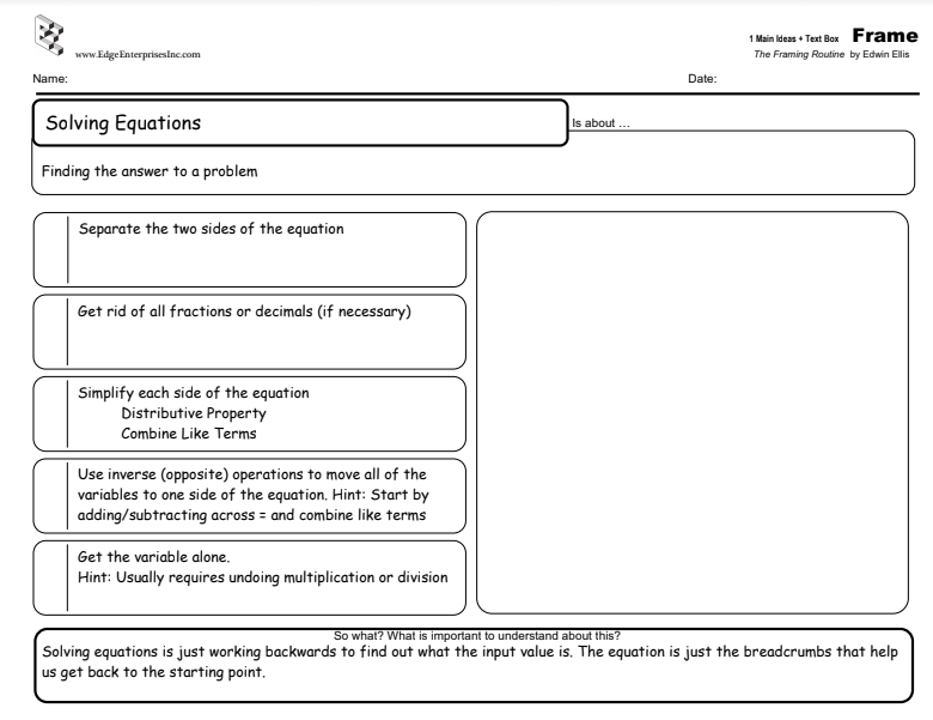 www.EdgeEnterprisesInc.com
1 Main Ideas + Text Box Frame
The Framing Routine by Edwin Ellis
Name:
Date:
Solving Equations
Is about ...
Finding the answer to a problem
Separate the two sides of the equation
Get rid of all fractions or decimals (if necessary)
Simplify each side of the equation
Distributive Property
Combine Like Terms
Use inverse (opposite) operations to move all of the
variables to one side of the equation. Hint: Start by
adding/subtracting across = and combine like terms
Get the variable alone.
Hint: Usually requires undoing multiplication or division
So what? What is important to understand about this?
Solving equations is just working backwards to find out what the input value is. The equation is just the breadcrumbs that help
us get back to the starting point.